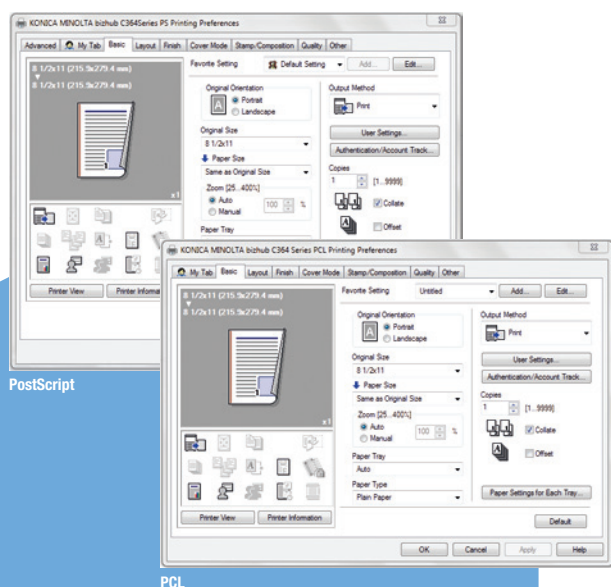 KONICA MINOLTA bizhub C364Series PS Printing Preferences
Advanced My Tab Basic Layout Finish Cover Mode Stamp/Composition Quality Other
8 1/2x11 (215.9x279.4 mm)
8 1/2x11 (215.9x279.4 mm)
x1
Printer View
Favorite Setting Default Setting Add... Edit...
Original Orientation
A Portrait
Landscape
Original Size
8 1/2x11
Paper Size
Same as Original Size
Zoom [25...400%]
Auto
Manual
100 %
Paper Tray
Output Method
Print
User Settings...
Authentication/Account Track...
Copies
1 [1...9999]
Collate
Offset
PostScript
KONICA MINOLTA bizhub C364 Series PCL Printing Preferences
My Tab Basic Layout Finish Cover Mode Stamp/Composition Quality Other
8 1/2x11 (215.9x279.4 mm)
8 1/2x11 (215.9x279.4 mm)
x1
Printer View Printer Information
Favorite Setting Untitled Add... Edit...
Original Orientation
A Portrait
Landscape
Original Size
8 1/2x11
Paper Size
Same as Original Size
Zoom [25...400%]
Auto
Manual
100 %
Paper Tray
Auto
Paper Type
Plain Paper
Output Method
Print
User Settings...
Authentication/Account Track...
Copies
1 [1...9999]
Collate
Offset
Paper Settings for Each Tray...
Default
OK Cancel Apply Help
PCL